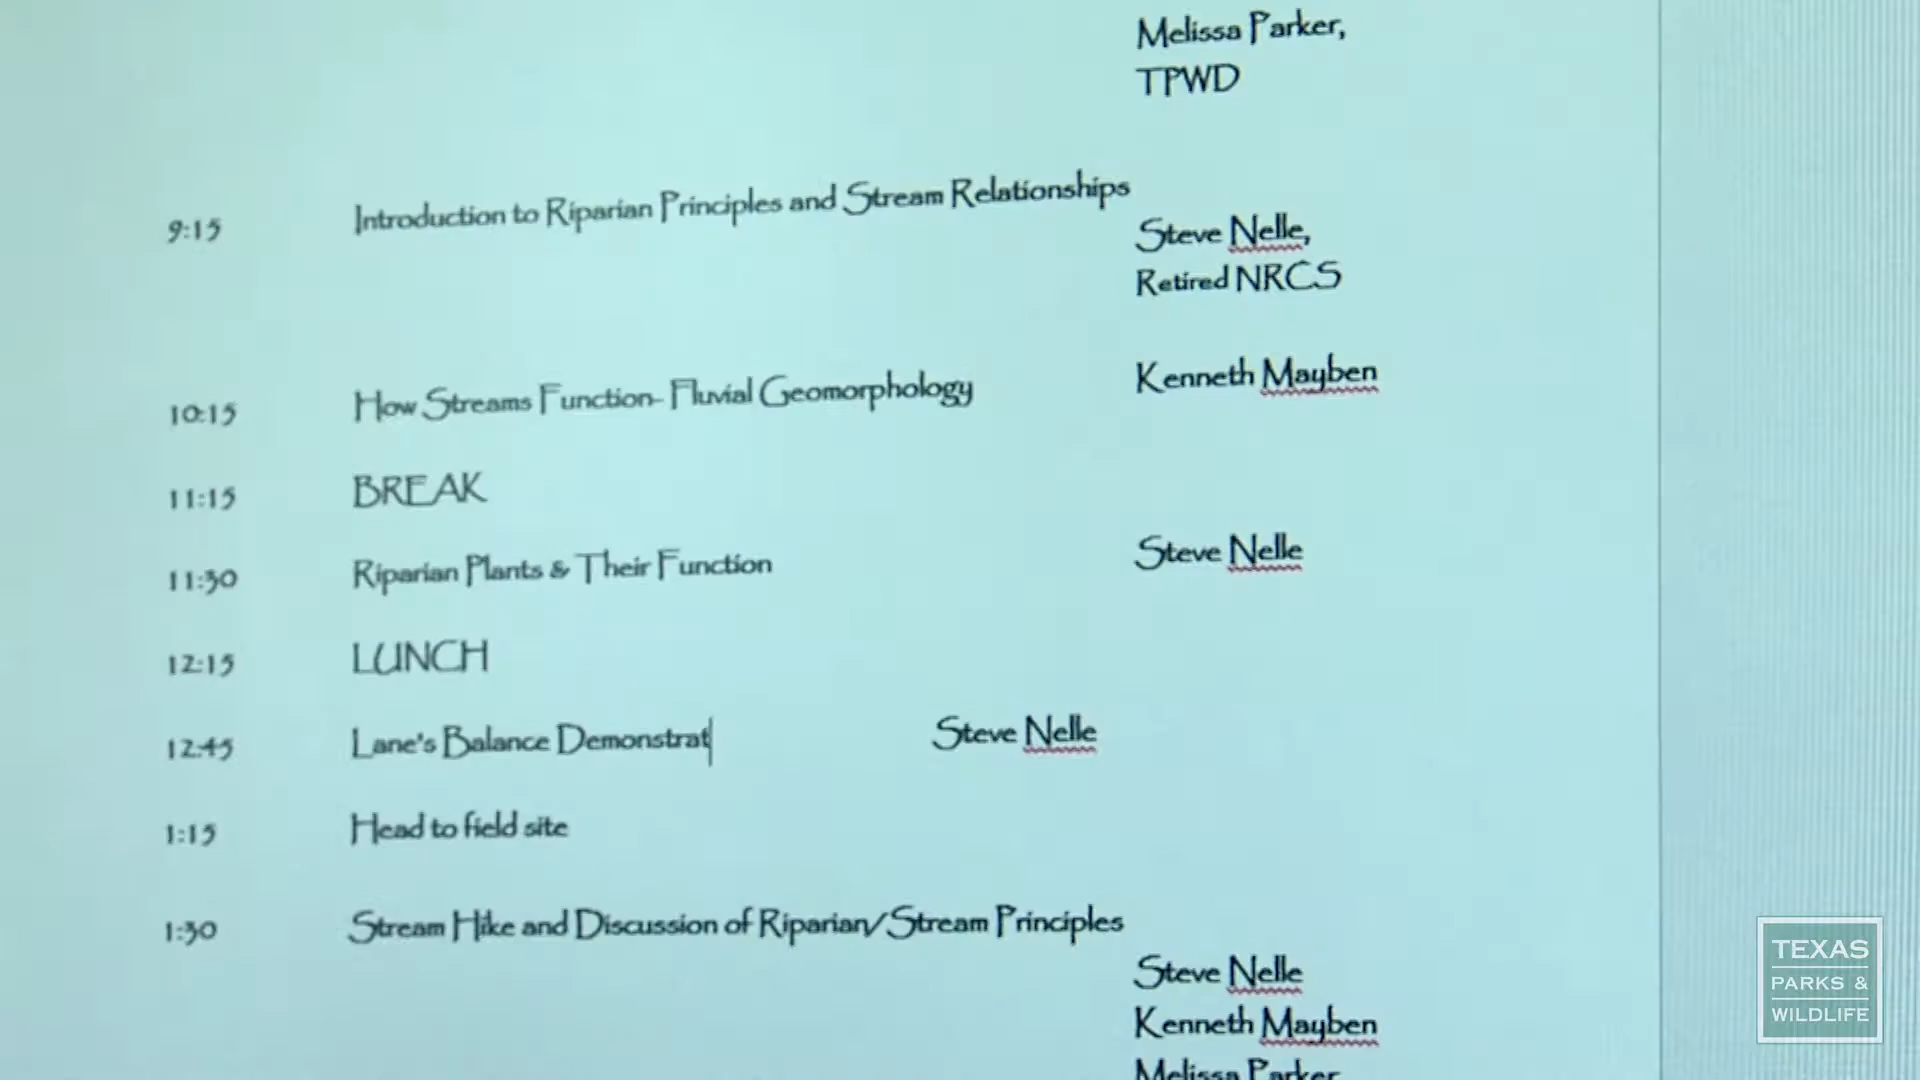 Melissa Parker,
TPWD
9:15 Introduction to Riparian Principles and Stream Relationships
Steve Nelle,
Retired NRCS
10:15 How Streams Function- Fluvial Geomorphology Kenneth Mayben
11:15 BREAK
11:30 Riparian Plants & Their Function Steve Nelle
12:15 LUNCH
12:45 Lane's Balance Demonstrat Steve Nelle
1:15 Head to field site
1:30 Stream Hike and Discussion of Riparian/Stream Principles
Steve Nelle
Kenneth Mayben
Melissa Parker
TEXAS
PARKS &
WILDLIFE